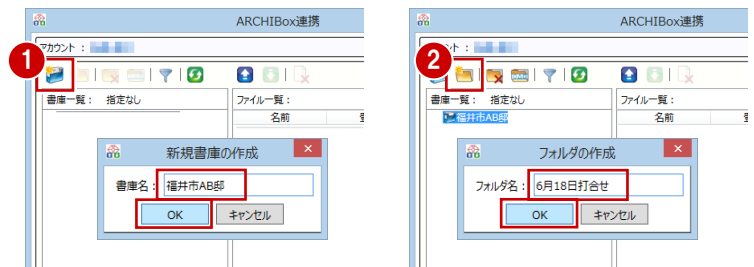 ARCHIBox連携
アカウント：
1
書庫一覧： 指定なし
ファイル一覧：
名前
新規書庫の作成
書庫名： 福井市AB邸
OK キャンセル
ARCHIBox連携
ント：
2
書庫一覧： 指定なし
ファイル一覧：
名前
福井市AB邸
フォルダの作成
フォルダ名： 6月18日打合せ
OK キャンセル